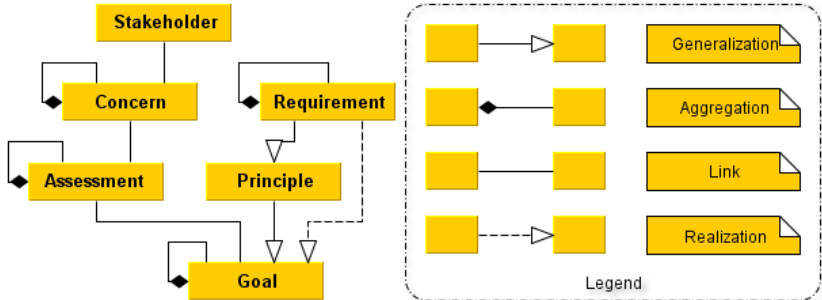 Stakeholder
Concern
Requirement
Assessment
Principle
Goal
Generalization
Aggregation
Link
Realization
Legend